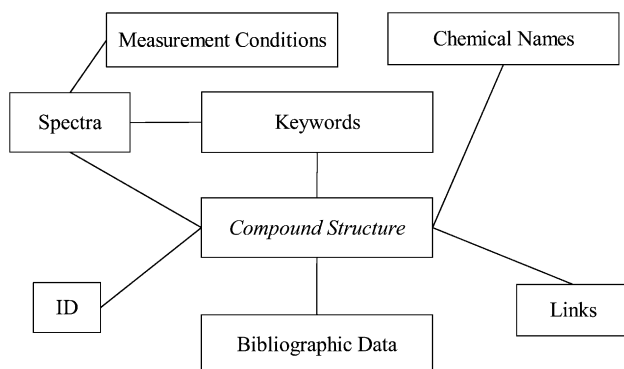 Measurement Conditions
Chemical Names
Spectra
Keywords
Compound Structure
ID
Links
Bibliographic Data